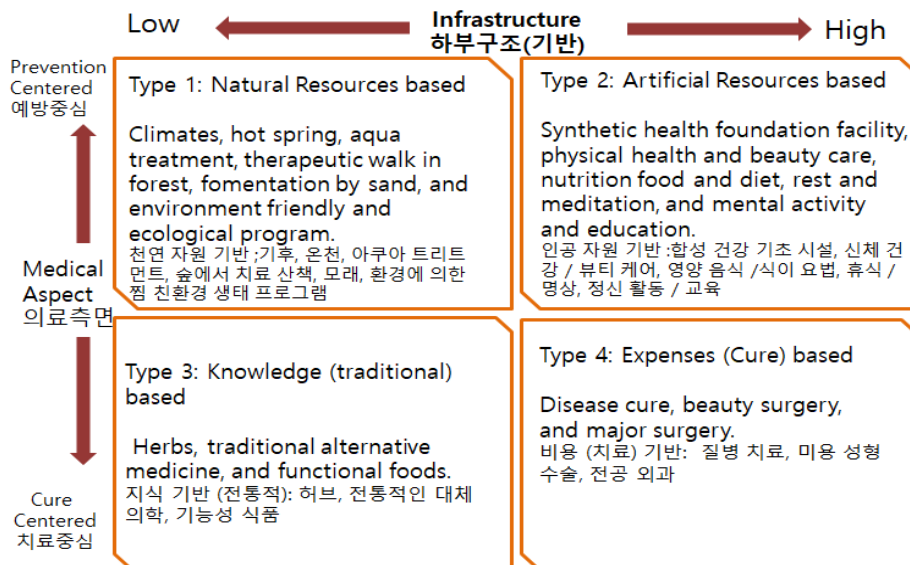 Low
Infrastructure
하부구조(기반)
High
Prevention
Centered
예방중심
Type 1: Natural Resources based
Climates, hot spring, aqua
treatment, therapeutic walk in
forest, fomentation by sand, and
environment friendly and
ecological program.
천연 자원 기반 ;기후, 온천, 아쿠아 트리트
먼트, 숲에서 치료 산책, 모래, 환경에 의한
찜 친환경 생태 프로그램
Type 2: Artificial Resources based
Synthetic health foundation facility,
physical health and beauty care,
nutrition food and diet, rest and
meditation, and mental activity
and education.
인공 자원 기반 :합성 건강 기초 시설, 신체 건
강 / 뷰티 케어, 영양 음식 /식이 요법, 휴식 /
명상, 정신 활동 / 교육
Medical
Aspect
의료측면
Type 3: Knowledge (traditional)
based
Herbs, traditional alternative
medicine, and functional foods.
지식 기반 (전통적): 허브, 전통적인 대체
의학, 기능성 식품
Type 4: Expenses (Cure) based
Disease cure, beauty surgery,
and major surgery.
비용 (치료) 기반: 질병 치료, 미용 성형
수술, 전공 외과
Cure
Centered
치료중심